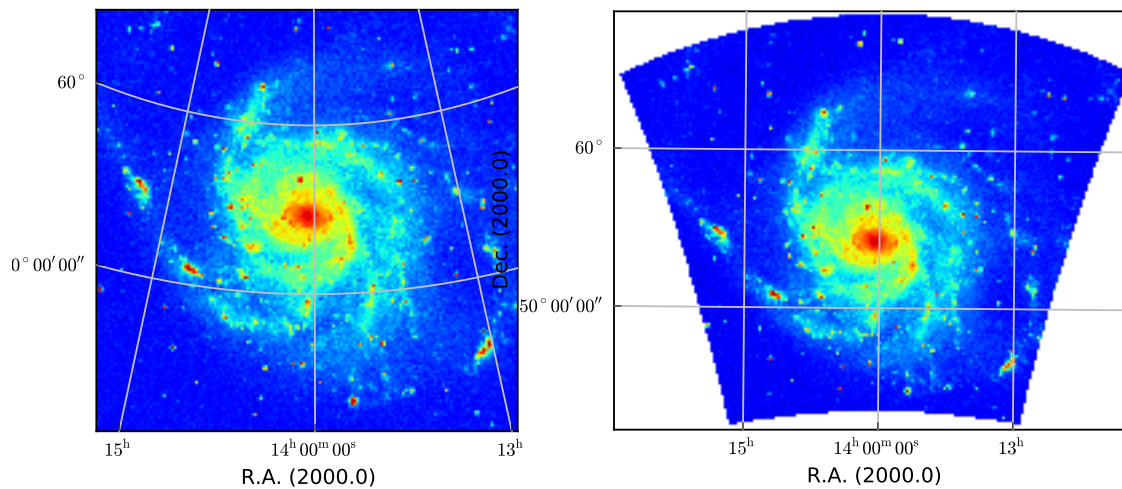 60°
0°00′00″
15ʰ
14ʰ00ᵐ00ˢ
13ʰ
R.A. (2000.0)
Dec. (2000.0)
60°
50°00′00″
15ʰ
14ʰ00ᵐ00ˢ
13ʰ
R.A. (2000.0)